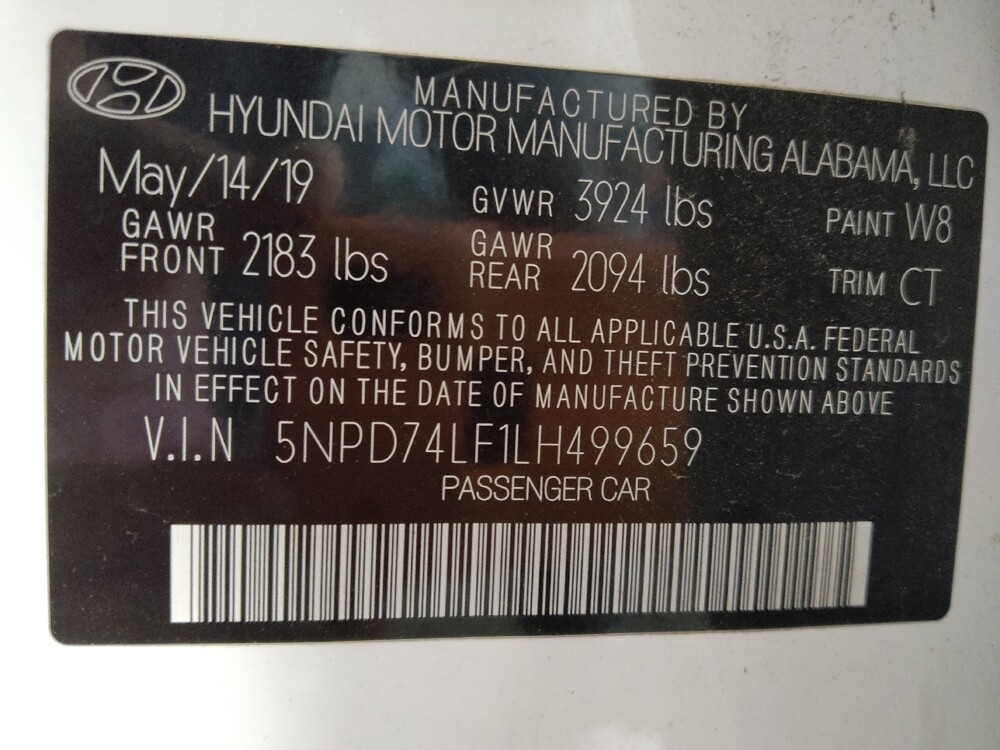 MANUFACTURED BY
HYUNDAI MOTOR MANUFACTURING ALABAMA, LLC
May/14/19 GVWR 3924 lbs PAINT W8
GAWR FRONT 2183 lbs GAWR REAR 2094 lbs TRIM CT
THIS VEHICLE CONFORMS TO ALL APPLICABLE U.S.A. FEDERAL
MOTOR VEHICLE SAFETY, BUMPER, AND THEFT PREVENTION STANDARDS
IN EFFECT ON THE DATE OF MANUFACTURE SHOWN ABOVE
V.I.N 5NPD74LF1LH499659
PASSENGER CAR